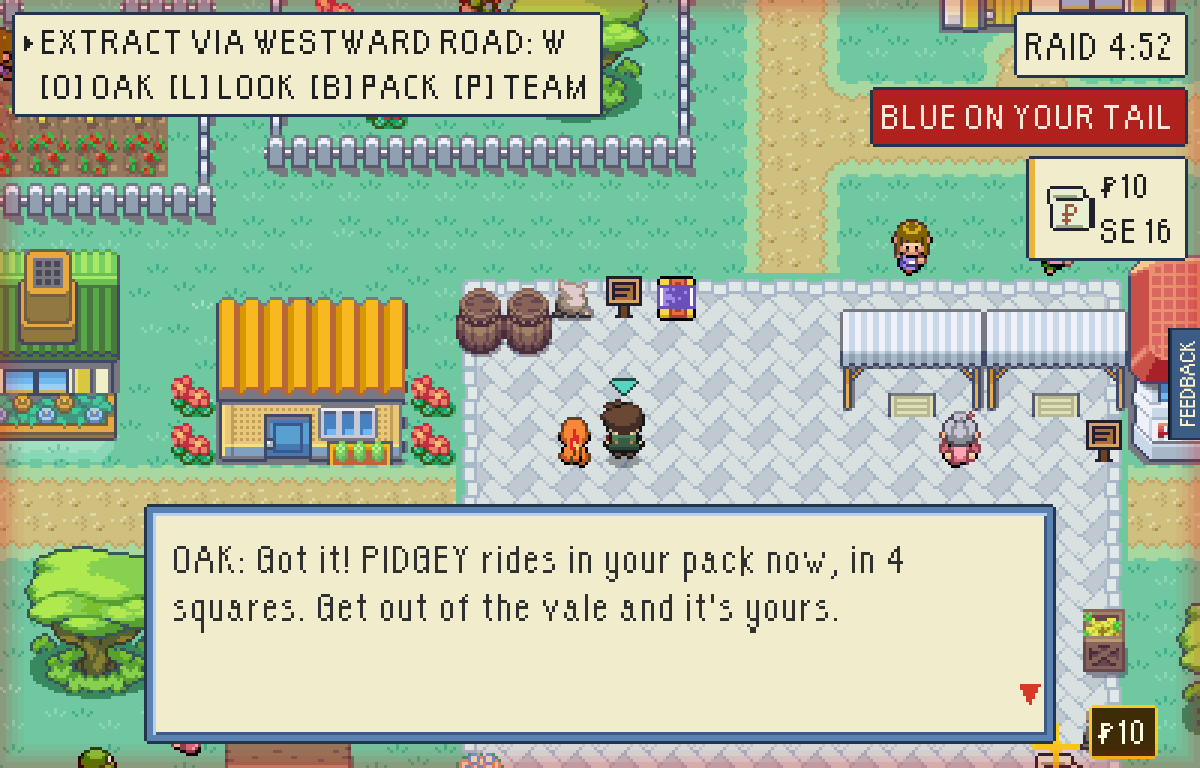 EXTRACT VIA WESTWARD ROAD: W
[O] OAK [L] LOOK [B] PACK [P] TEAM
RAID 4:52
BLUE ON YOUR TAIL
₽10
SE 16
FEEDBACK
OAK: Got it! PIDGEY rides in your pack now, in 4
squares. Get out of the vale and it's yours.
₽10